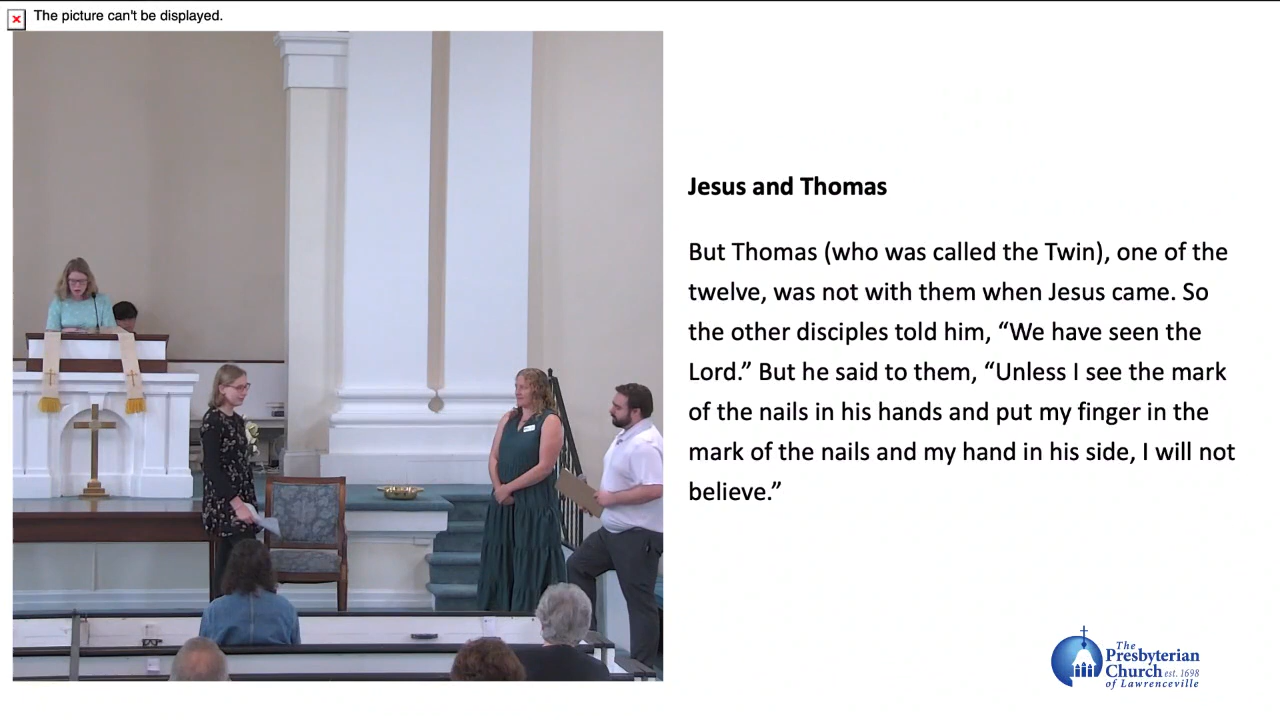 The picture can't be displayed.
Jesus and Thomas
But Thomas (who was called the Twin), one of the
twelve, was not with them when Jesus came. So
the other disciples told him, “We have seen the
Lord.” But he said to them, “Unless I see the mark
of the nails in his hands and put my finger in the
mark of the nails and my hand in his side, I will not
believe.”
The
Presbyterian
Church est. 1698
of Lawrenceville